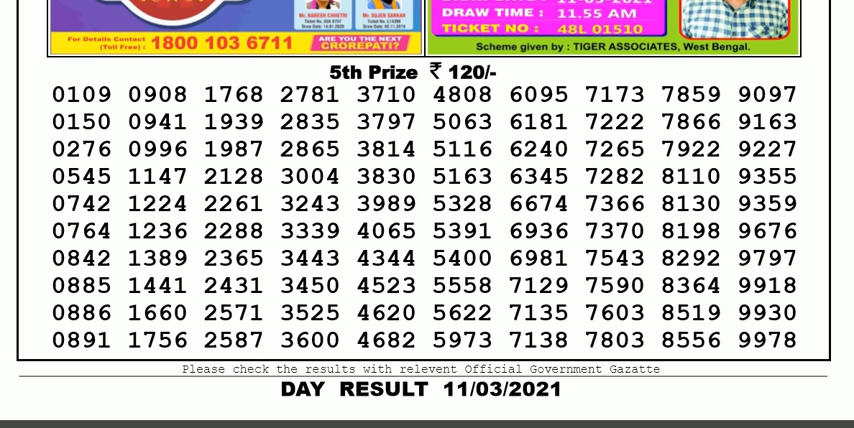 Mr. NARESH CHHETRI
Mr. SUJEN SARKAR
For Details Contact
(Toll Free) : 1800 103 6711
ARE YOU THE NEXT
CROREPATI?
DRAW TIME : 11.55 AM
TICKET NO : 48L 01510
Scheme given by : TIGER ASSOCIATES, West Bengal.
5th Prize ₹ 120/-
0109 0908 1768 2781 3710 4808 6095 7173 7859 9097
0150 0941 1939 2835 3797 5063 6181 7222 7866 9163
0276 0996 1987 2865 3814 5116 6240 7265 7922 9227
0545 1147 2128 3004 3830 5163 6345 7282 8110 9355
0742 1224 2261 3243 3989 5328 6674 7366 8130 9359
0764 1236 2288 3339 4065 5391 6936 7370 8198 9676
0842 1389 2365 3443 4344 5400 6981 7543 8292 9797
0885 1441 2431 3450 4523 5558 7129 7590 8364 9918
0886 1660 2571 3525 4620 5622 7135 7603 8519 9930
0891 1756 2587 3600 4682 5973 7138 7803 8556 9978
Please check the results with relevent Official Government Gazatte
DAY RESULT 11/03/2021